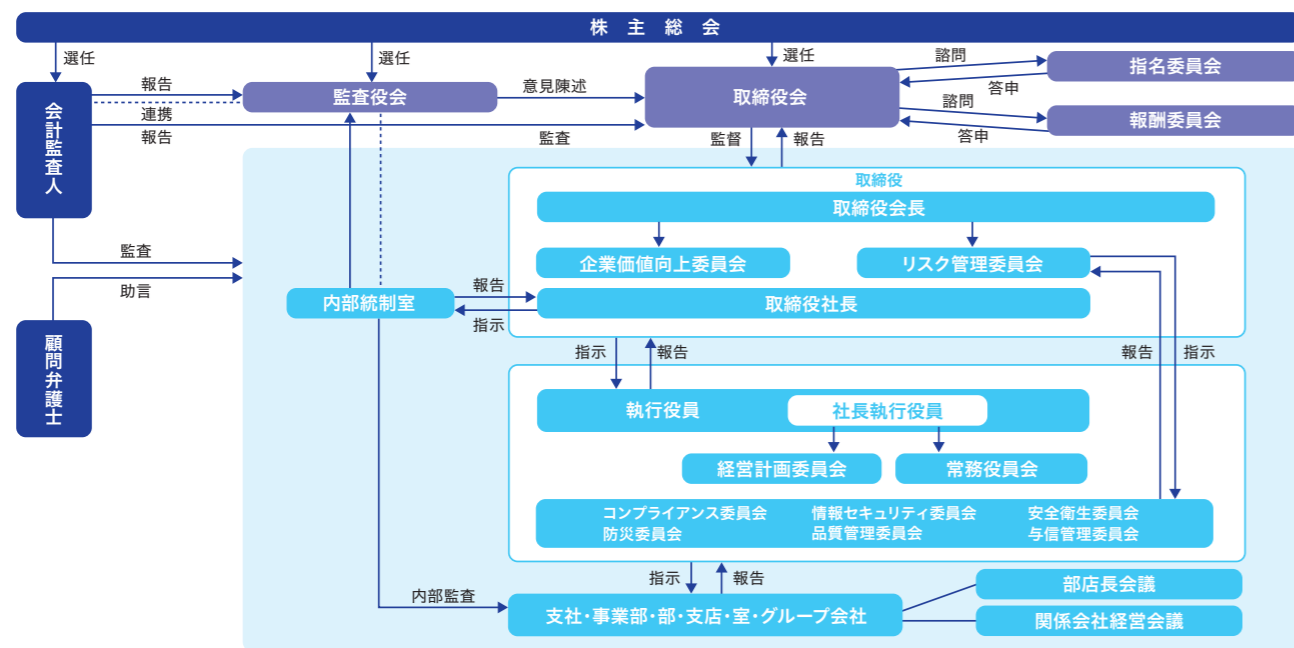 株主総会
選任
選任
選任
諮問
指名委員会
答申
報告
監査役会
意見陳述
取締役会
会計監査人
連携
諮問
報酬委員会
答申
報告
監査
監督
報告
取締役
取締役会長
監査
企業価値向上委員会
リスク管理委員会
助言
報告
内部統制室
取締役社長
指示
顧問弁護士
指示
報告
報告
指示
執行役員
社長執行役員
経営計画委員会
常務役員会
コンプライアンス委員会
情報セキュリティ委員会
安全衛生委員会
防災委員会
品質管理委員会
与信管理委員会
指示
報告
内部監査
支社・事業部・部・支店・室・グループ会社
部店長会議
関係会社経営会議